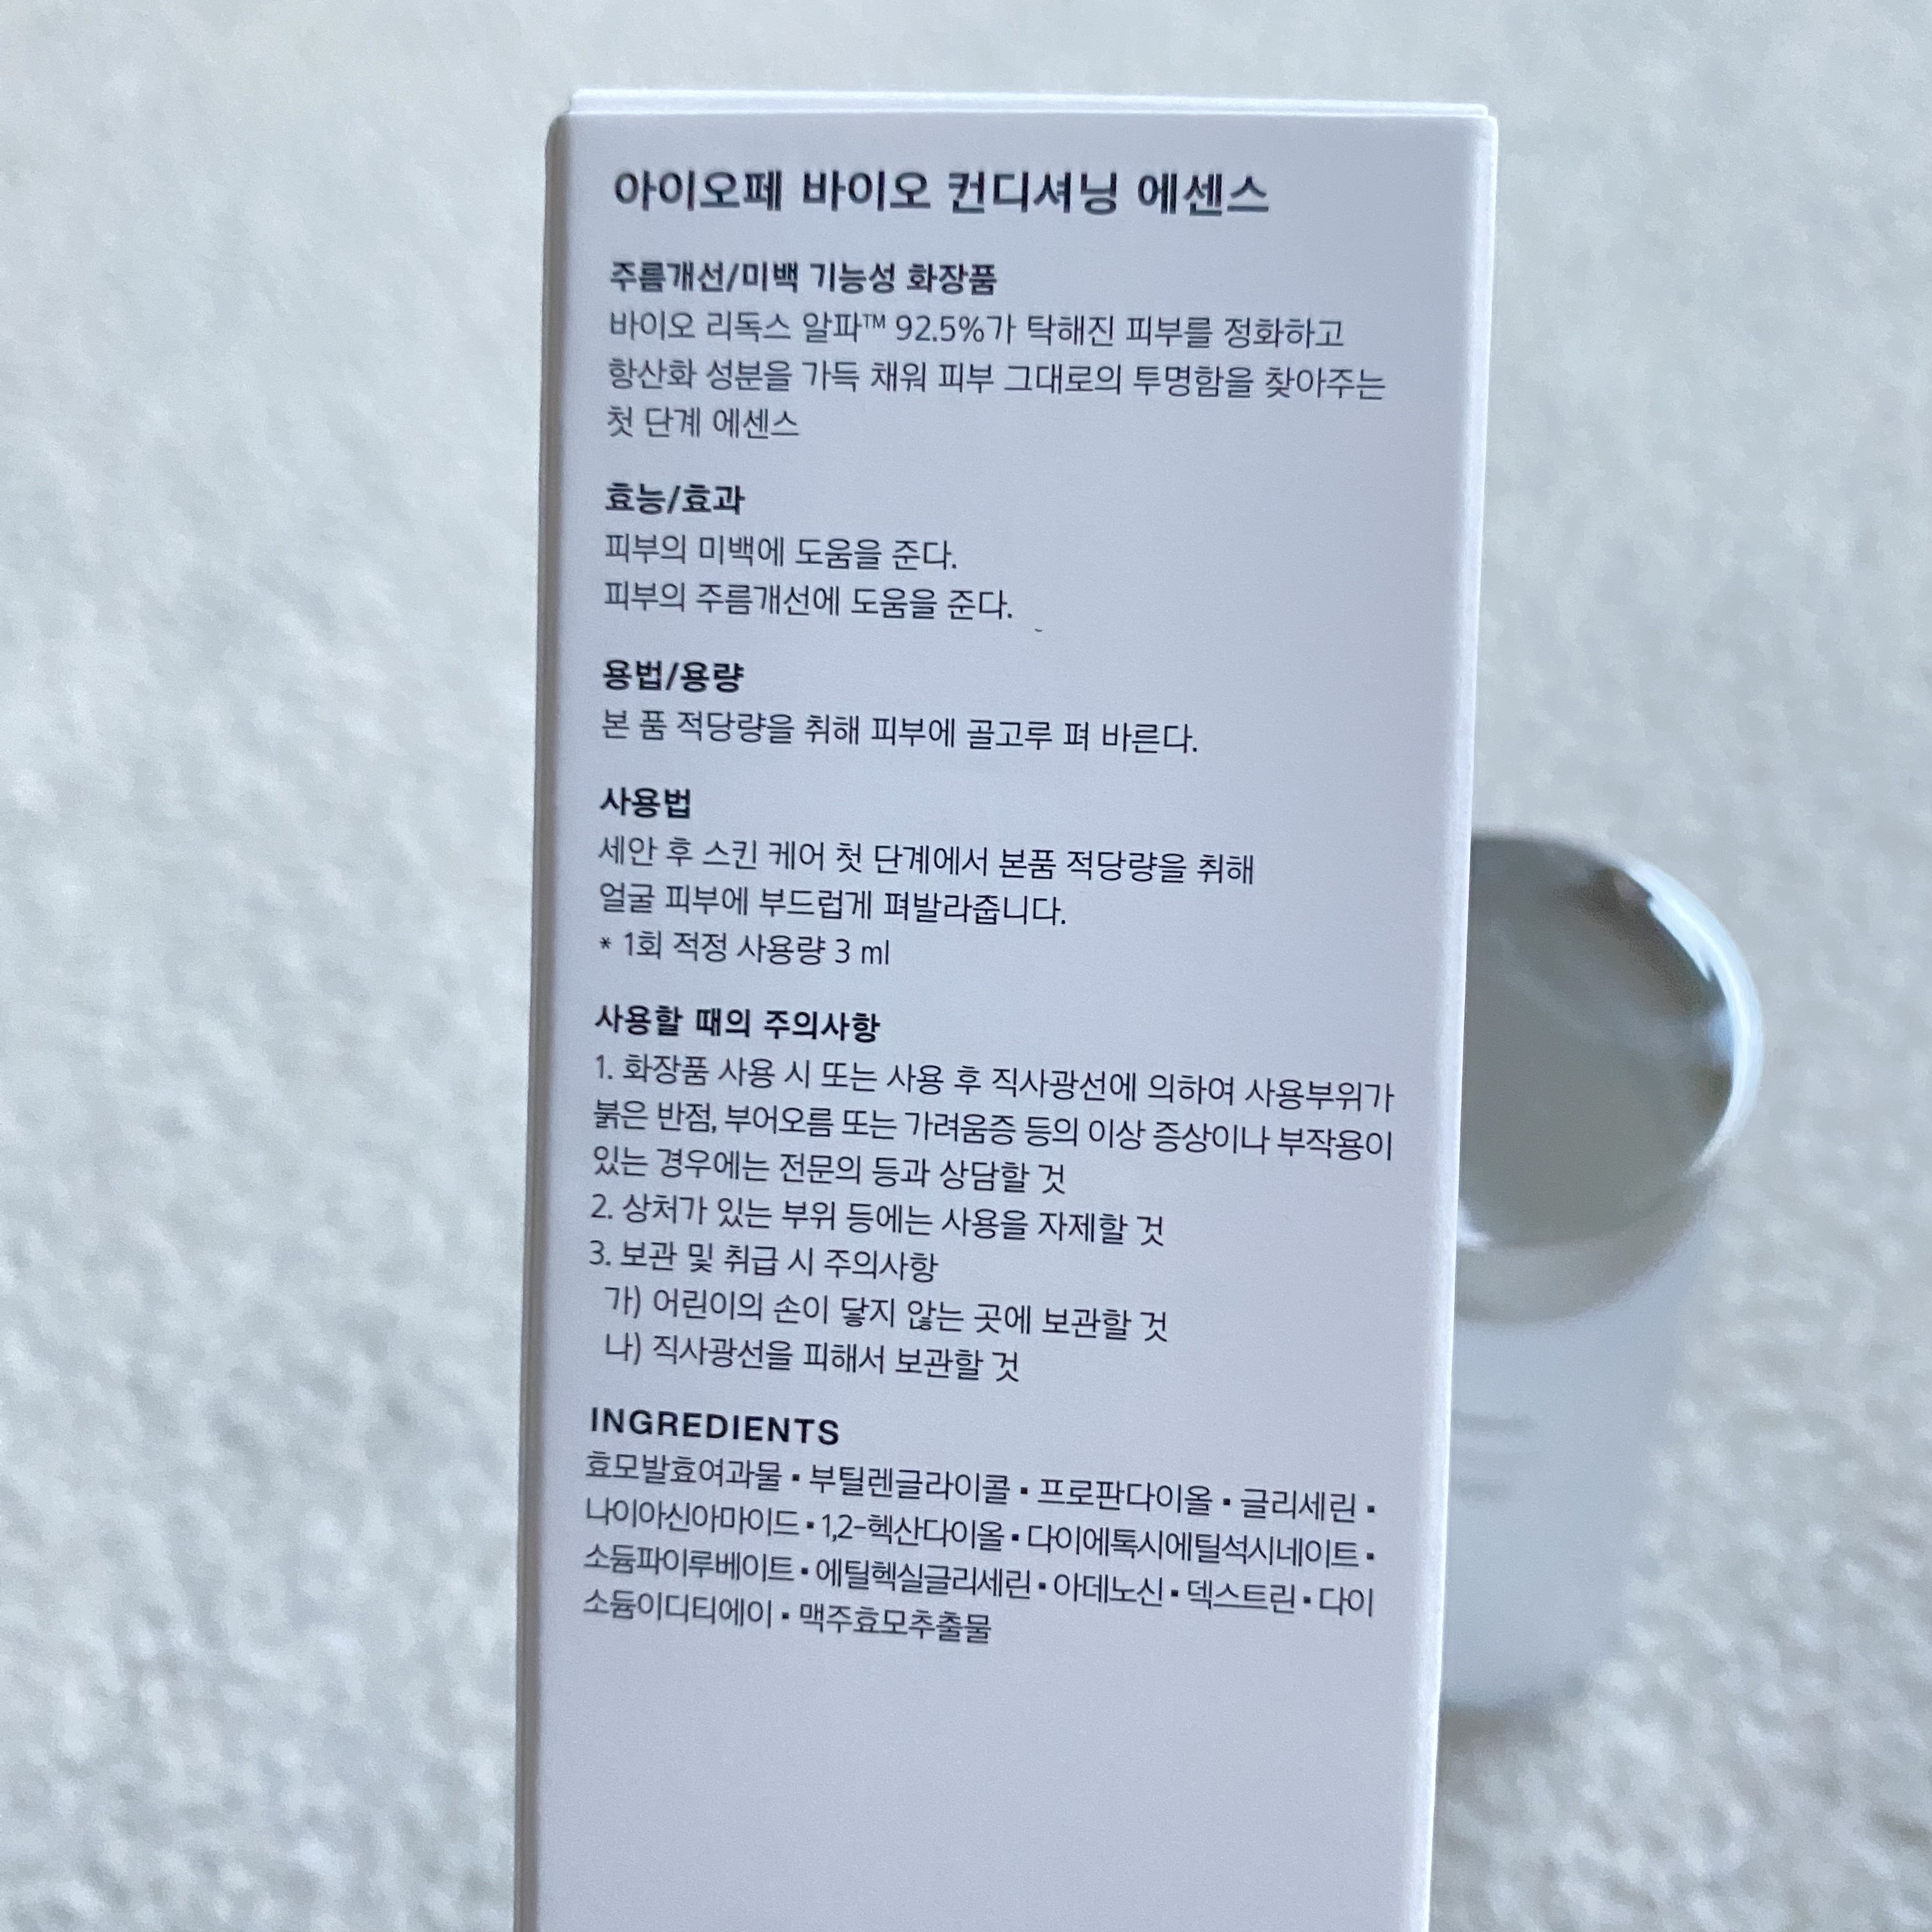 아이오페 바이오 컨디셔닝 에센스
주름개선/미백 기능성 화장품
바이오 리독스 알파™ 92.5%가 탁해진 피부를 정화하고
항산화 성분을 가득 채워 피부 그대로의 투명함을 찾아주는
첫 단계 에센스
효능/효과
피부의 미백에 도움을 준다.
피부의 주름개선에 도움을 준다.
용법/용량
본 품 적당량을 취해 피부에 골고루 펴 바른다.
사용법
세안 후 스킨 케어 첫 단계에서 본품 적당량을 취해
얼굴 피부에 부드럽게 펴발라줍니다.
* 1회 적정 사용량 3 ml
사용할 때의 주의사항
1. 화장품 사용 시 또는 사용 후 직사광선에 의하여 사용부위가
붉은 반점, 부어오름 또는 가려움증 등의 이상 증상이나 부작용이
있는 경우에는 전문의 등과 상담할 것
2. 상처가 있는 부위 등에는 사용을 자제할 것
3. 보관 및 취급 시 주의사항
가) 어린이의 손이 닿지 않는 곳에 보관할 것
나) 직사광선을 피해서 보관할 것
INGREDIENTS
효모발효여과물 ▪ 부틸렌글라이콜 ▪ 프로판다이올 ▪ 글리세린 ▪
나이아신아마이드 ▪ 1,2-헥산다이올 ▪ 다이에톡시에틸석시네이트 ▪
소듐파이루베이트 ▪ 에틸헥실글리세린 ▪ 아데노신 ▪ 덱스트린 ▪ 다이
소듐이디티에이 ▪ 맥주효모추출물